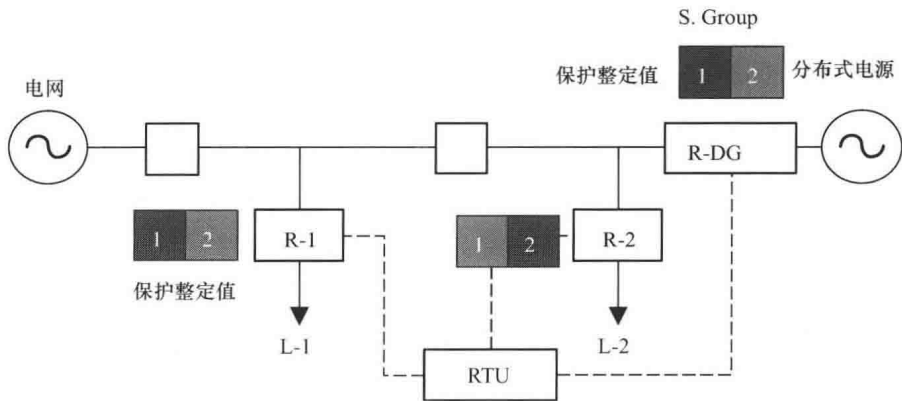 S. Group
保护整定值
1 2
分布式电源
电网
R-DG
1 2
R-1
1 2
R-2
保护整定值
L-1
L-2
RTU